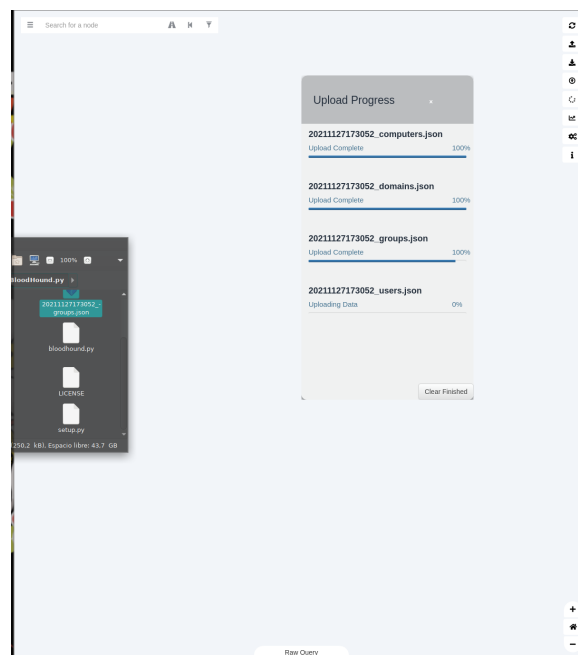 Search for a node
Upload Progress
20211127173052_computers.json
Upload Complete 100%
20211127173052_domains.json
Upload Complete 100%
20211127173052_groups.json
Upload Complete 100%
20211127173052_users.json
Uploading Data 0%
Clear Finished
100%
BloodHound.py
20211127173052_-
groups.json
bloodhound.py
LICENSE
setup.py
(250,2 kB). Espacio libre: 43,7 GB
Raw Query